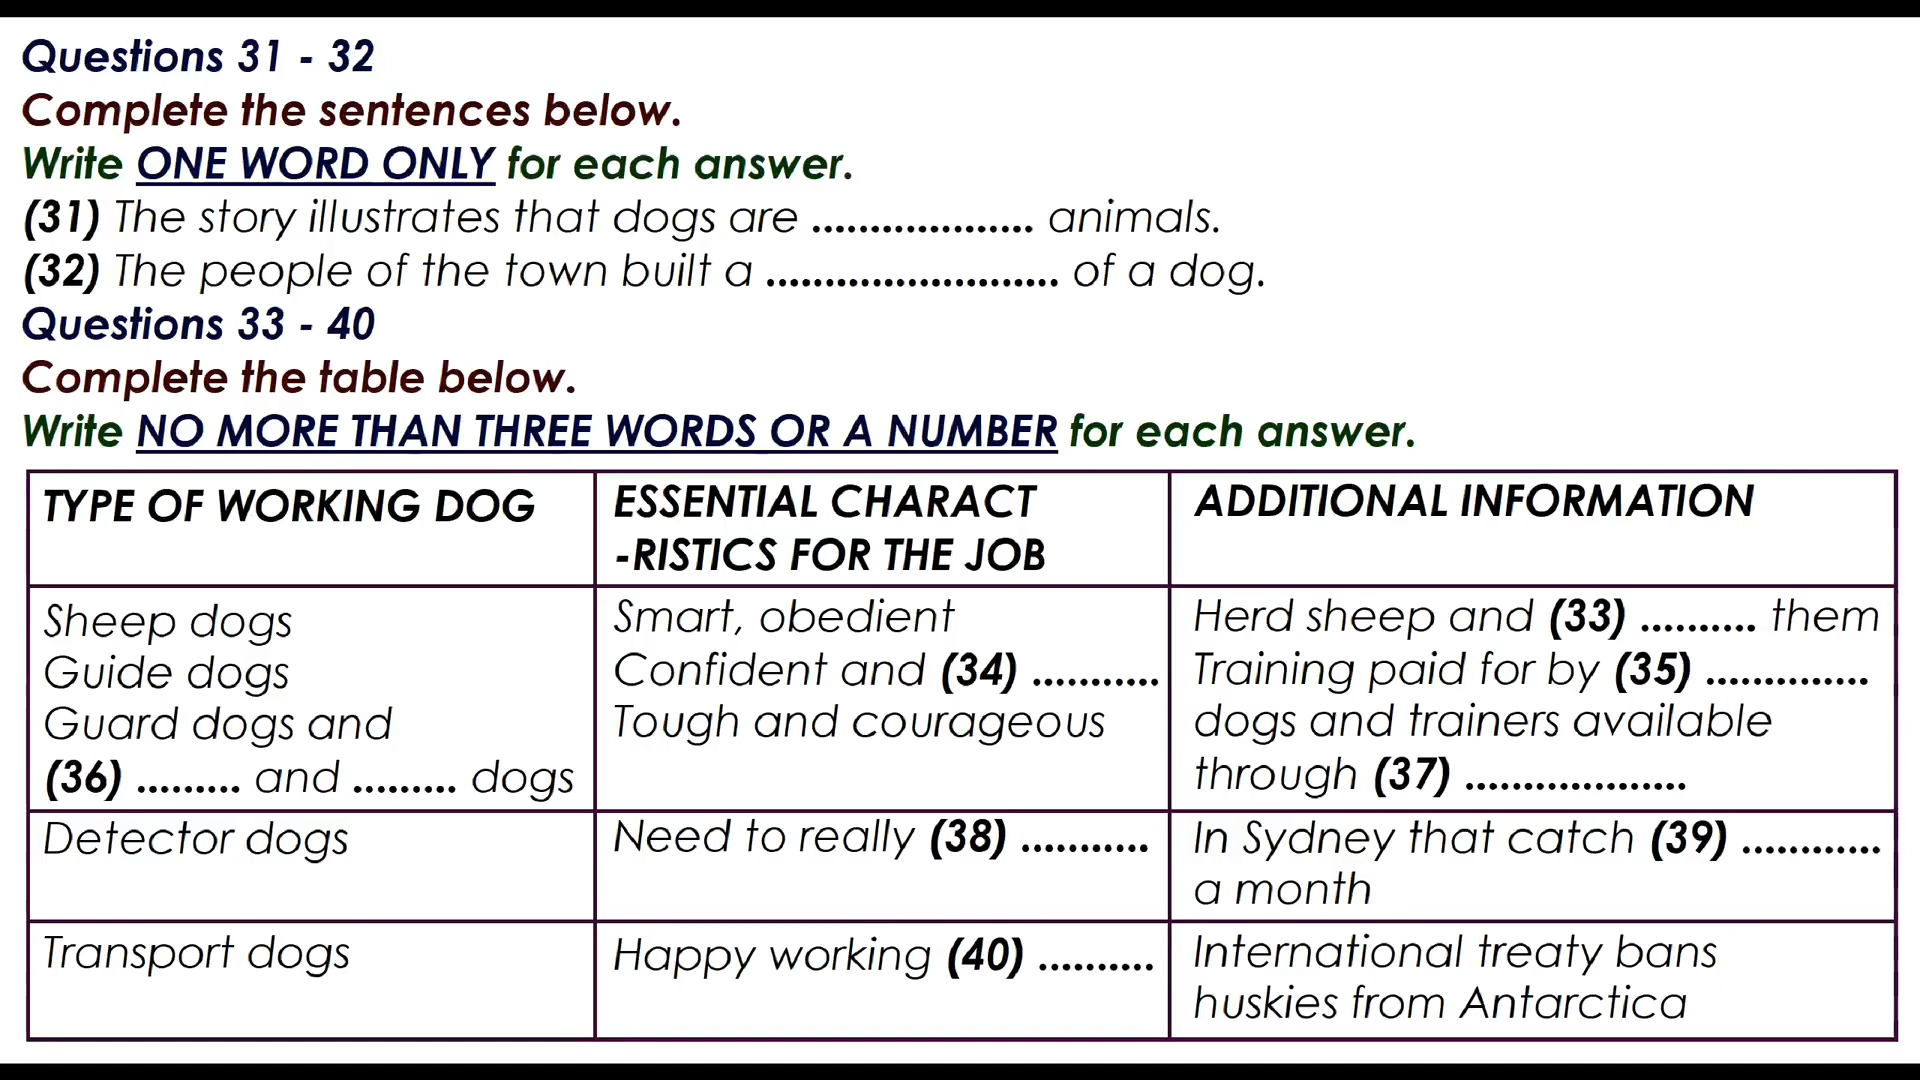 Questions 31 - 32
Complete the sentences below.
Write ONE WORD ONLY for each answer.
(31) The story illustrates that dogs are ................... animals.
(32) The people of the town built a ......................... of a dog.
Questions 33 - 40
Complete the table below.
Write NO MORE THAN THREE WORDS OR A NUMBER for each answer.
TYPE OF WORKING DOG
ESSENTIAL CHARACT
-RISTICS FOR THE JOB
ADDITIONAL INFORMATION
Sheep dogs
Guide dogs
Guard dogs and
(36) ......... and ......... dogs
Smart, obedient
Confident and (34) ...........
Tough and courageous
Herd sheep and (33) .......... them
Training paid for by (35) ..............
dogs and trainers available
through (37) ...................
Detector dogs
Need to really (38) ...........
In Sydney that catch (39) ............
a month
Transport dogs
Happy working (40) ..........
International treaty bans
huskies from Antarctica